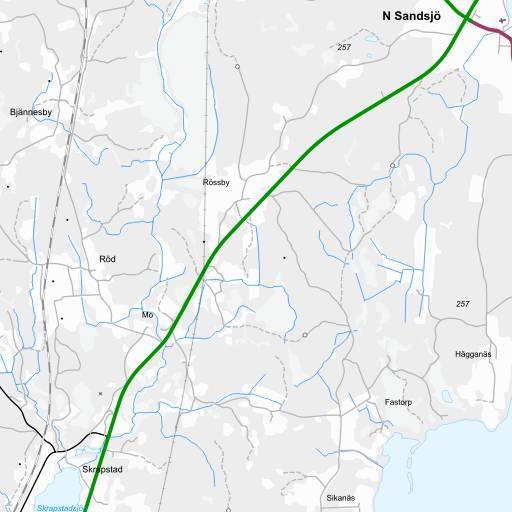 N Sandsjö
257
Bjännesby
Rössby
Röd
257
Mo
Hägganäs
Fastorp
Skrapstad
Sikanäs
Skrapstadsjö